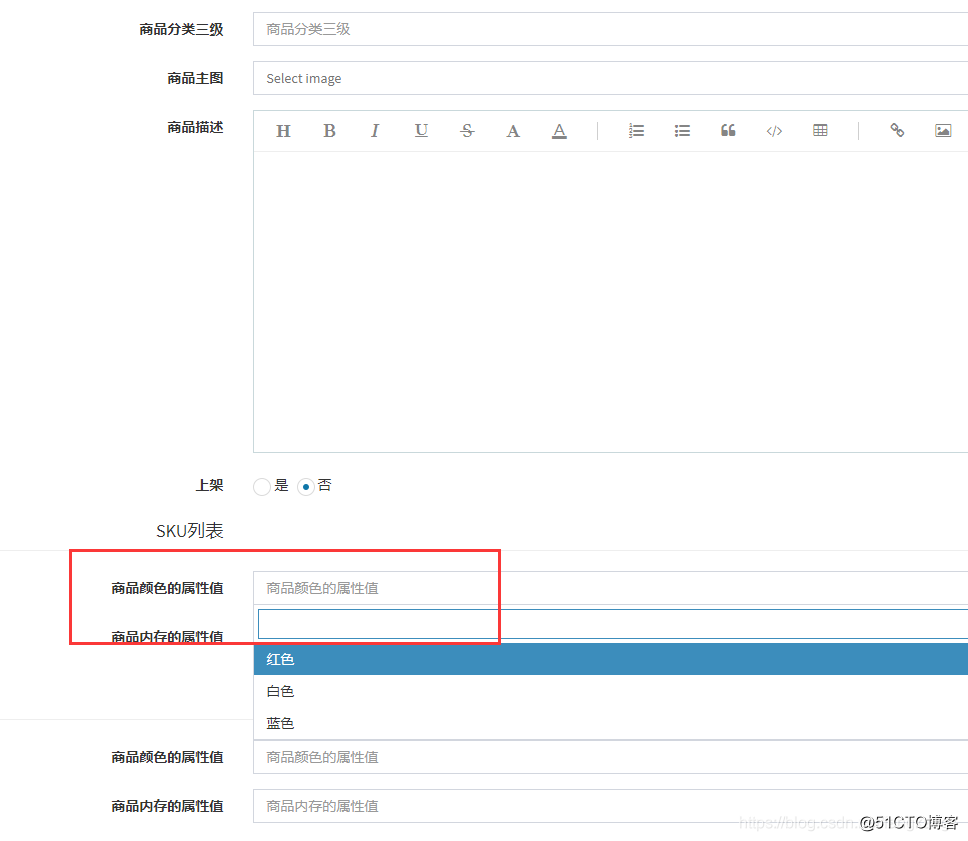 商品分类三级 商品分类三级
商品主图 Select image
商品描述 H B I U S A A
上架 是 否
SKU列表
商品颜色的属性值 商品颜色的属性值
商品内存的属性值
红色
白色
蓝色
商品颜色的属性值 商品颜色的属性值
商品内存的属性值 商品内存的属性值
https://blog.csdn. @51CTO博客